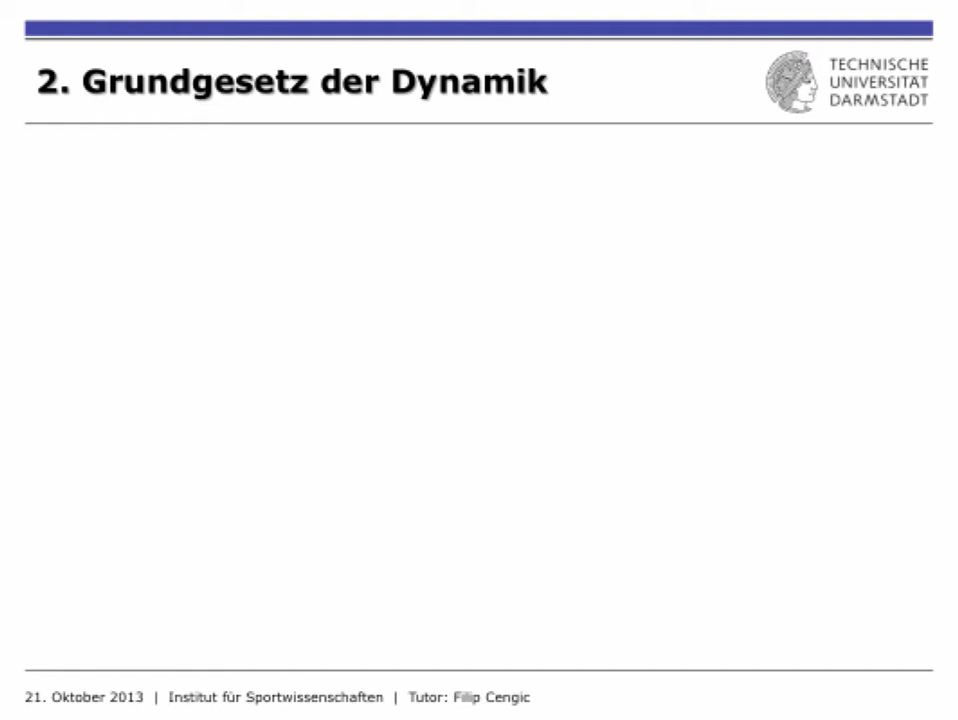 2. Grundgesetz der Dynamik
TECHNISCHE
UNIVERSITÄT
DARMSTADT
21. Oktober 2013 | Institut für Sportwissenschaften | Tutor: Filip Cengic